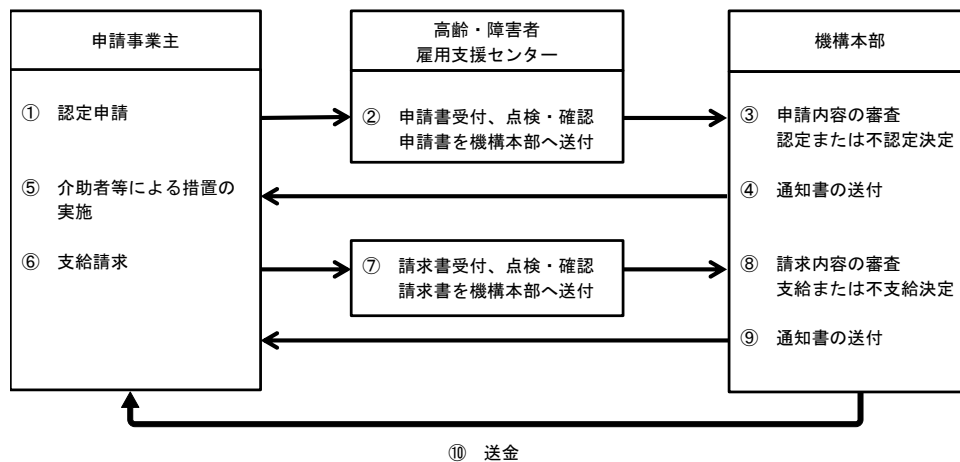 申請事業主
高齢・障害者
雇用支援センター
機構本部
① 認定申請
② 申請書受付、点検・確認
申請書を機構本部へ送付
③ 申請内容の審査
認定または不認定決定
④ 通知書の送付
⑤ 介助者等による措置の
実施
⑥ 支給請求
⑦ 請求書受付、点検・確認
請求書を機構本部へ送付
⑧ 請求内容の審査
支給または不支給決定
⑨ 通知書の送付
⑩ 送金